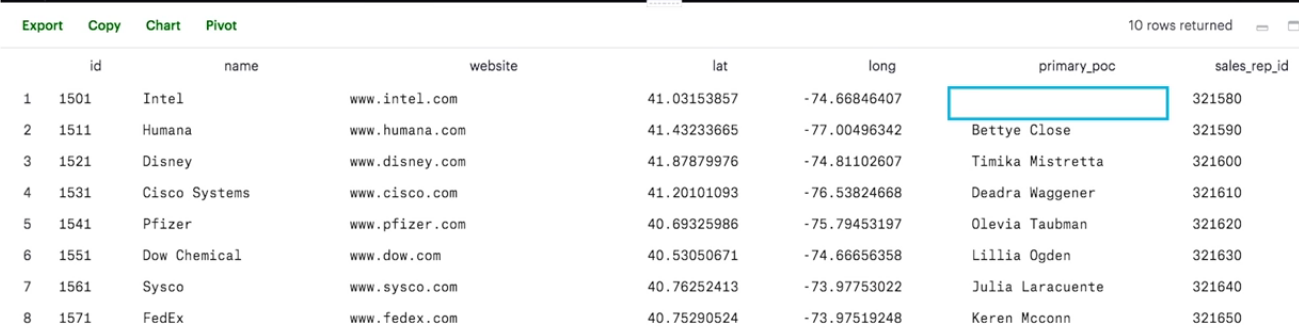 Export Copy Chart Pivot 10 rows returned
id name website lat long primary_poc sales_rep_id
1 1501 Intel www.intel.com 41.03153857 -74.66846407 321580
2 1511 Humana www.humana.com 41.43233665 -77.00496342 Bettye Close 321590
3 1521 Disney www.disney.com 41.87879976 -74.81102607 Timika Mistretta 321600
4 1531 Cisco Systems www.cisco.com 41.20101093 -76.53824668 Deadra Waggener 321610
5 1541 Pfizer www.pfizer.com 40.69325986 -75.79453197 Olevia Taubman 321620
6 1551 Dow Chemical www.dow.com 40.53050671 -74.66656358 Lillia Ogden 321630
7 1561 Sysco www.sysco.com 40.76252413 -73.97753022 Julia Laracuente 321640
8 1571 FedEx www.fedex.com 40.75290524 -73.97519248 Keren Mcconn 321650